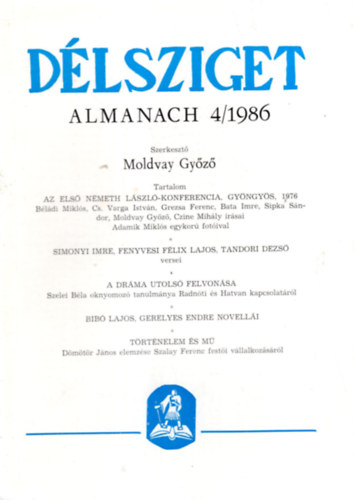 DÉLSZIGET
ALMANACH 4/1986
Szerkesztő
Moldvay Győző
Tartalom
AZ ELSŐ NÉMETH LÁSZLÓ-KONFERENCIA, GYÖNGYÖS, 1976
Béládi Miklós, Cs. Varga István, Grezsa Ferenc, Bata Imre, Sipka Sán-
dor, Moldvay Győző, Czine Mihály írásai
Adamik Miklós egykorú fotóival
*
SIMONYI IMRE, FENYVESI FÉLIX LAJOS, TANDORI DEZSŐ
versei
*
A DRÁMA UTOLSÓ FELVONÁSA
Szelei Béla oknyomozó tanulmánya Radnóti és Hatvan kapcsolatáról
*
BIBÓ LAJOS, GERELYES ENDRE NOVELLÁI
*
TÖRTÉNELEM ÉS MŰ
Dömötör János elemzése Szalay Ferenc festői vállalkozásáról